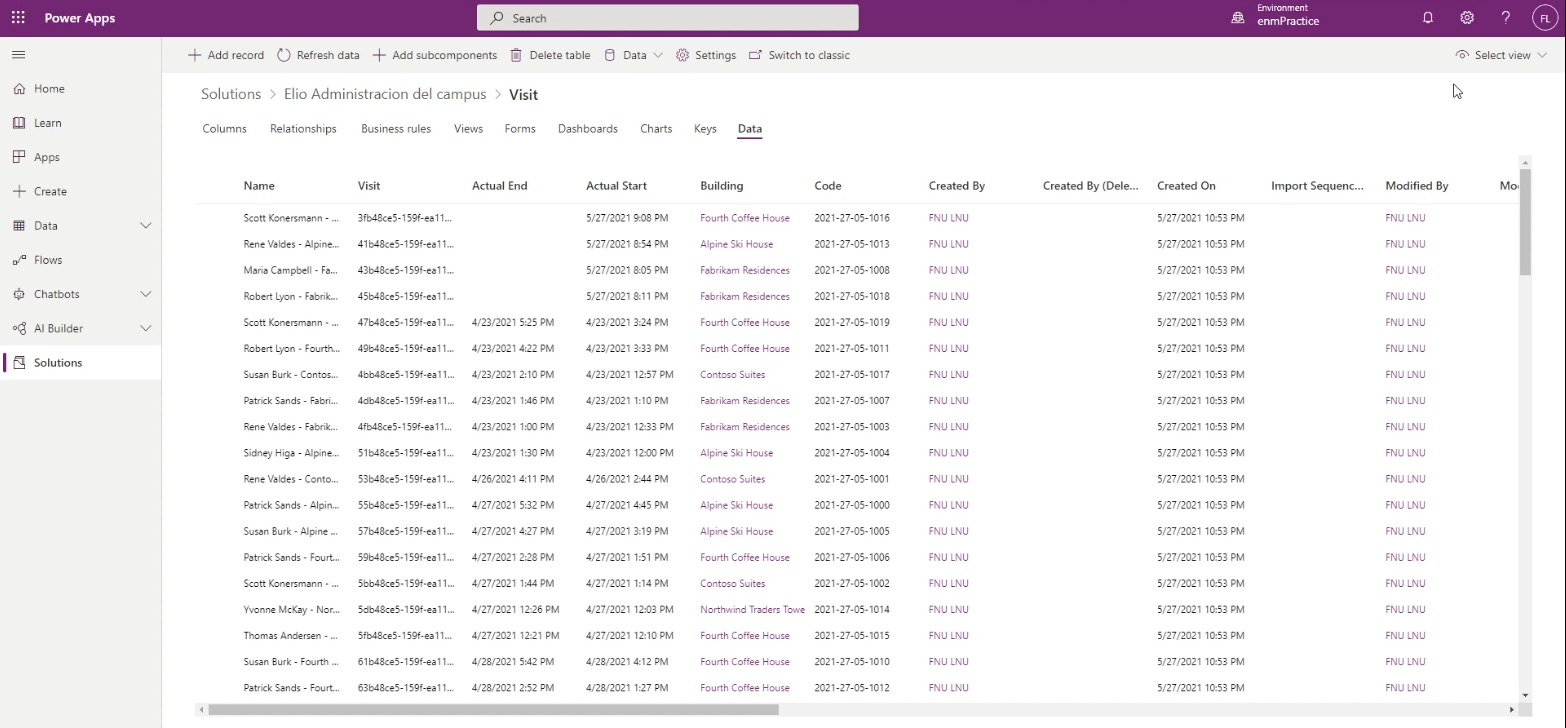 Power Apps
Search
Environment
enmPractice
FL
Add record Refresh data Add subcomponents Delete table Data Settings Switch to classic Select view
Home
Learn
Apps
Create
Data
Flows
Chatbots
AI Builder
Solutions
Solutions > Elio Administracion del campus > Visit
Columns Relationships Business rules Views Forms Dashboards Charts Keys Data
Name Visit Actual End Actual Start Building Code Created By Created By (Dele... Created On Import Sequenc... Modified By Mo
Scott Konersmann - ... 3fb48ce5-159f-ea11... 5/27/2021 9:08 PM Fourth Coffee House 2021-27-05-1016 FNU LNU 5/27/2021 10:53 PM FNU LNU
Rene Valdes - Alpine... 41b48ce5-159f-ea11... 5/27/2021 8:54 PM Alpine Ski House 2021-27-05-1013 FNU LNU 5/27/2021 10:53 PM FNU LNU
Maria Campbell - Fa... 43b48ce5-159f-ea11... 5/27/2021 8:05 PM Fabrikam Residences 2021-27-05-1008 FNU LNU 5/27/2021 10:53 PM FNU LNU
Robert Lyon - Fabrik... 45b48ce5-159f-ea11... 5/27/2021 8:11 PM Fabrikam Residences 2021-27-05-1018 FNU LNU 5/27/2021 10:53 PM FNU LNU
Scott Konersmann - ... 47b48ce5-159f-ea11... 4/23/2021 5:25 PM 4/23/2021 3:24 PM Fourth Coffee House 2021-27-05-1019 FNU LNU 5/27/2021 10:53 PM FNU LNU
Robert Lyon - Fourth... 49b48ce5-159f-ea11... 4/23/2021 4:22 PM 4/23/2021 3:33 PM Fourth Coffee House 2021-27-05-1011 FNU LNU 5/27/2021 10:53 PM FNU LNU
Susan Burk - Contos... 4bb48ce5-159f-ea11... 4/23/2021 2:10 PM 4/23/2021 12:57 PM Contoso Suites 2021-27-05-1017 FNU LNU 5/27/2021 10:53 PM FNU LNU
Patrick Sands - Fabri... 4db48ce5-159f-ea11... 4/23/2021 1:46 PM 4/23/2021 1:10 PM Fabrikam Residences 2021-27-05-1007 FNU LNU 5/27/2021 10:53 PM FNU LNU
Rene Valdes - Fabrik... 4fb48ce5-159f-ea11... 4/23/2021 1:00 PM 4/23/2021 12:33 PM Fabrikam Residences 2021-27-05-1003 FNU LNU 5/27/2021 10:53 PM FNU LNU
Sidney Higa - Alpine... 51b48ce5-159f-ea11... 4/23/2021 1:30 PM 4/23/2021 12:00 PM Alpine Ski House 2021-27-05-1004 FNU LNU 5/27/2021 10:53 PM FNU LNU
Rene Valdes - Conto... 53b48ce5-159f-ea11... 4/26/2021 4:11 PM 4/26/2021 2:44 PM Contoso Suites 2021-27-05-1001 FNU LNU 5/27/2021 10:53 PM FNU LNU
Patrick Sands - Alpin... 55b48ce5-159f-ea11... 4/27/2021 5:32 PM 4/27/2021 4:45 PM Alpine Ski House 2021-27-05-1000 FNU LNU 5/27/2021 10:53 PM FNU LNU
Susan Burk - Alpine ... 57b48ce5-159f-ea11... 4/27/2021 4:27 PM 4/27/2021 3:19 PM Alpine Ski House 2021-27-05-1005 FNU LNU 5/27/2021 10:53 PM FNU LNU
Patrick Sands - Fourt... 59b48ce5-159f-ea11... 4/27/2021 2:28 PM 4/27/2021 1:51 PM Fourth Coffee House 2021-27-05-1006 FNU LNU 5/27/2021 10:53 PM FNU LNU
Scott Konersmann - ... 5bb48ce5-159f-ea11... 4/27/2021 1:44 PM 4/27/2021 1:14 PM Contoso Suites 2021-27-05-1002 FNU LNU 5/27/2021 10:53 PM FNU LNU
Yvonne McKay - Nor... 5db48ce5-159f-ea11... 4/27/2021 12:26 PM 4/27/2021 12:03 PM Northwind Traders Towe 2021-27-05-1014 FNU LNU 5/27/2021 10:53 PM FNU LNU
Thomas Andersen - ... 5fb48ce5-159f-ea11... 4/27/2021 12:21 PM 4/27/2021 12:10 PM Fourth Coffee House 2021-27-05-1015 FNU LNU 5/27/2021 10:53 PM FNU LNU
Susan Burk - Fourth ... 61b48ce5-159f-ea11... 4/28/2021 5:42 PM 4/28/2021 4:12 PM Fourth Coffee House 2021-27-05-1010 FNU LNU 5/27/2021 10:53 PM FNU LNU
Patrick Sands - Fourt... 63b48ce5-159f-ea11... 4/28/2021 2:52 PM 4/28/2021 1:27 PM Fourth Coffee House 2021-27-05-1012 FNU LNU 5/27/2021 10:53 PM FNU LNU